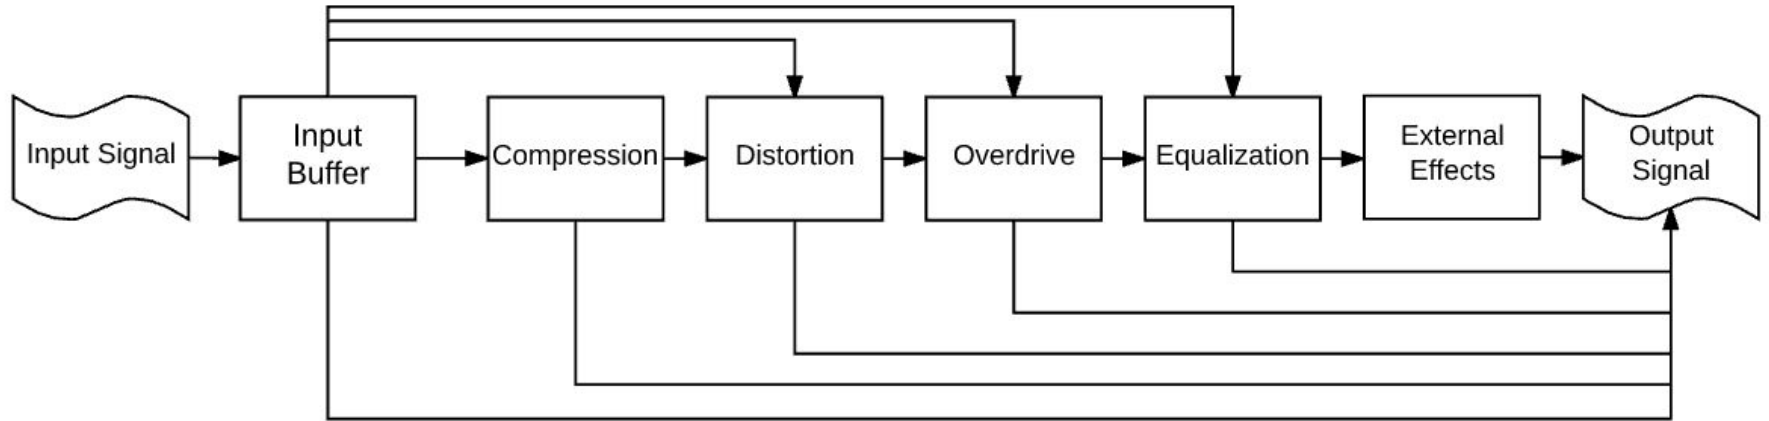 Input Signal
Input
Buffer
Compression
Distortion
Overdrive
Equalization
External
Effects
Output
Signal